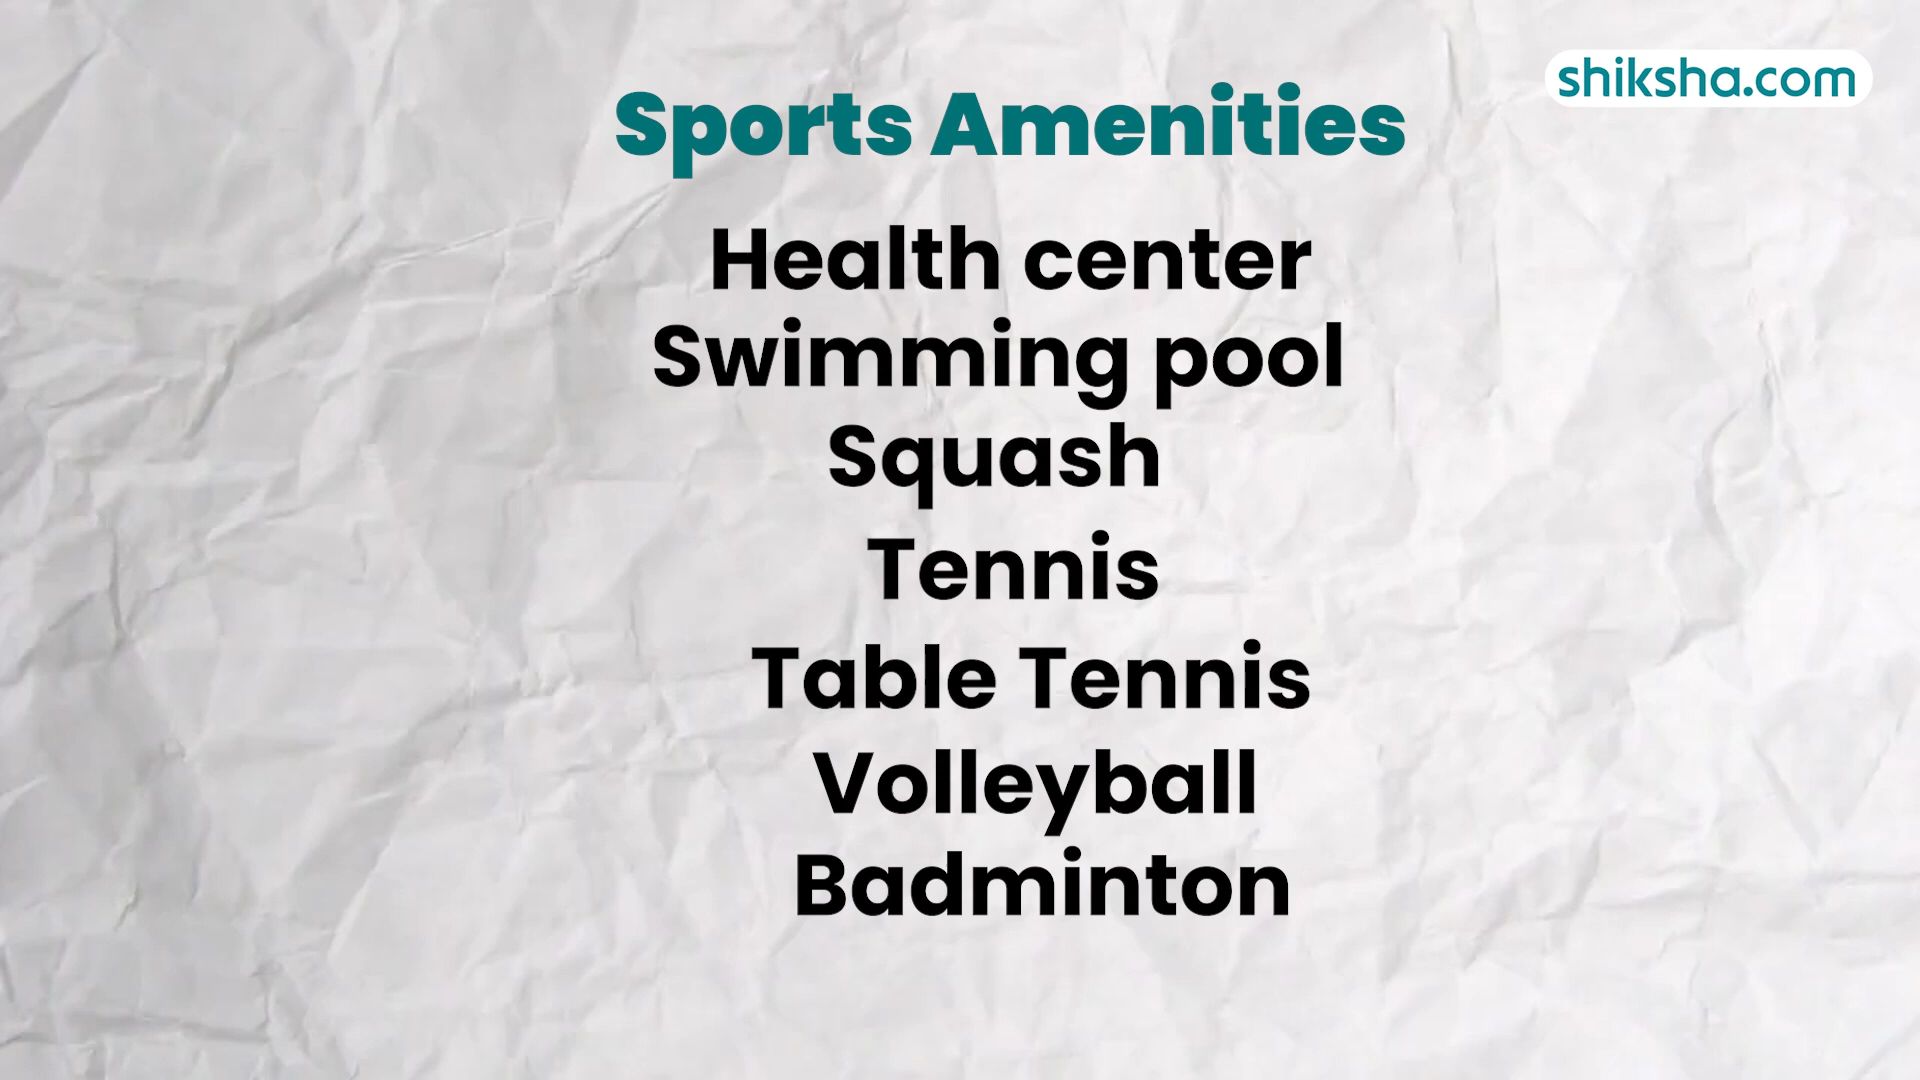 shiksha.com
Sports Amenities
Health center
Swimming pool
Squash
Tennis
Table Tennis
Volleyball
Badminton